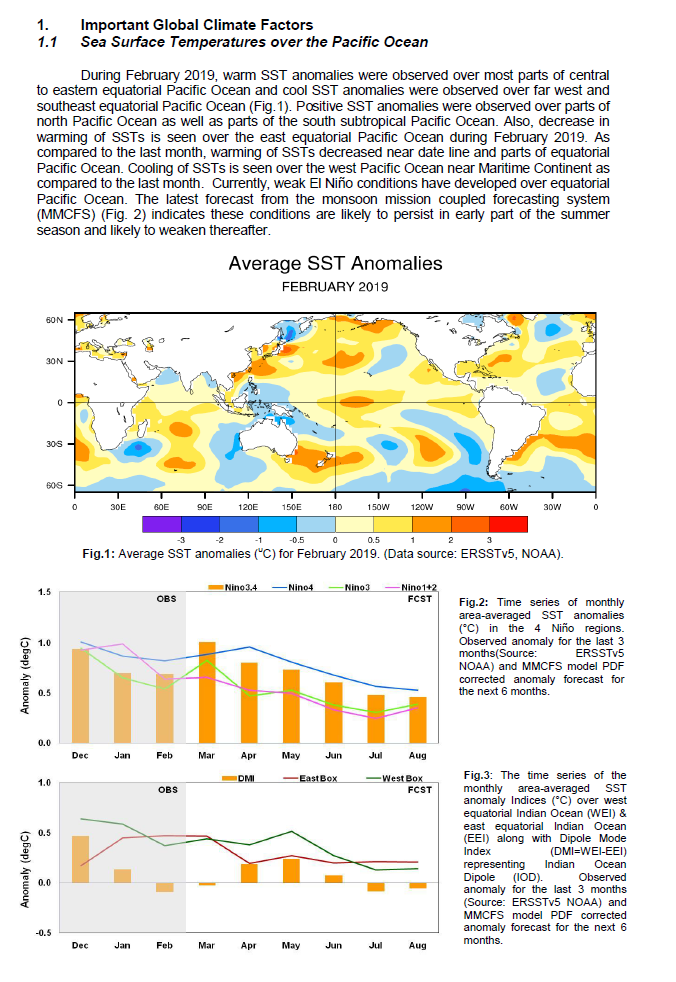 1. Important Global Climate Factors
1.1 Sea Surface Temperatures over the Pacific Ocean
During February 2019, warm SST anomalies were observed over most parts of central
to eastern equatorial Pacific Ocean and cool SST anomalies were observed over far west and
southeast equatorial Pacific Ocean (Fig.1). Positive SST anomalies were observed over parts of
north Pacific Ocean as well as parts of the south subtropical Pacific Ocean. Also, decrease in
warming of SSTs is seen over the east equatorial Pacific Ocean during February 2019. As
compared to the last month, warming of SSTs decreased near date line and parts of equatorial
Pacific Ocean. Cooling of SSTs is seen over the west Pacific Ocean near Maritime Continent as
compared to the last month. Currently, weak El Niño conditions have developed over equatorial
Pacific Ocean. The latest forecast from the monsoon mission coupled forecasting system
(MMCFS) (Fig. 2) indicates these conditions are likely to persist in early part of the summer
season and likely to weaken thereafter.
Average SST Anomalies
FEBRUARY 2019
60N
30N
0
30S
60S
0 30E 60E 90E 120E 150E 180 150W 120W 90W 60W 30W 0
-3 -2 -1 -0.5 0 0.5 1 2 3
Fig.1: Average SST anomalies (°C) for February 2019. (Data source: ERSSTv5, NOAA).
Nino3.4 Nino4 Nino3 Nino1+2
OBS FCST
Anomaly (degC)
1.5
1.0
0.5
0.0
Dec Jan Feb Mar Apr May Jun Jul Aug
Fig.2: Time series of monthly
area-averaged SST anomalies
(°C) in the 4 Niño regions.
Observed anomaly for the last 3
months(Source: ERSSTv5
NOAA) and MMCFS model PDF
corrected anomaly forecast for
the next 6 months.
DMI East Box West Box
OBS FCST
Anomaly (degC)
1.0
0.5
0.0
-0.5
Dec Jan Feb Mar Apr May Jun Jul Aug
Fig.3: The time series of the
monthly area-averaged SST
anomaly Indices (°C) over west
equatorial Indian Ocean (WEI) &
east equatorial Indian Ocean
(EEI) along with Dipole Mode
Index (DMI=WEI-EEI)
representing Indian Ocean
Dipole (IOD). Observed
anomaly for the last 3 months
(Source: ERSSTv5 NOAA) and
MMCFS model PDF corrected
anomaly forecast for the next 6
months.